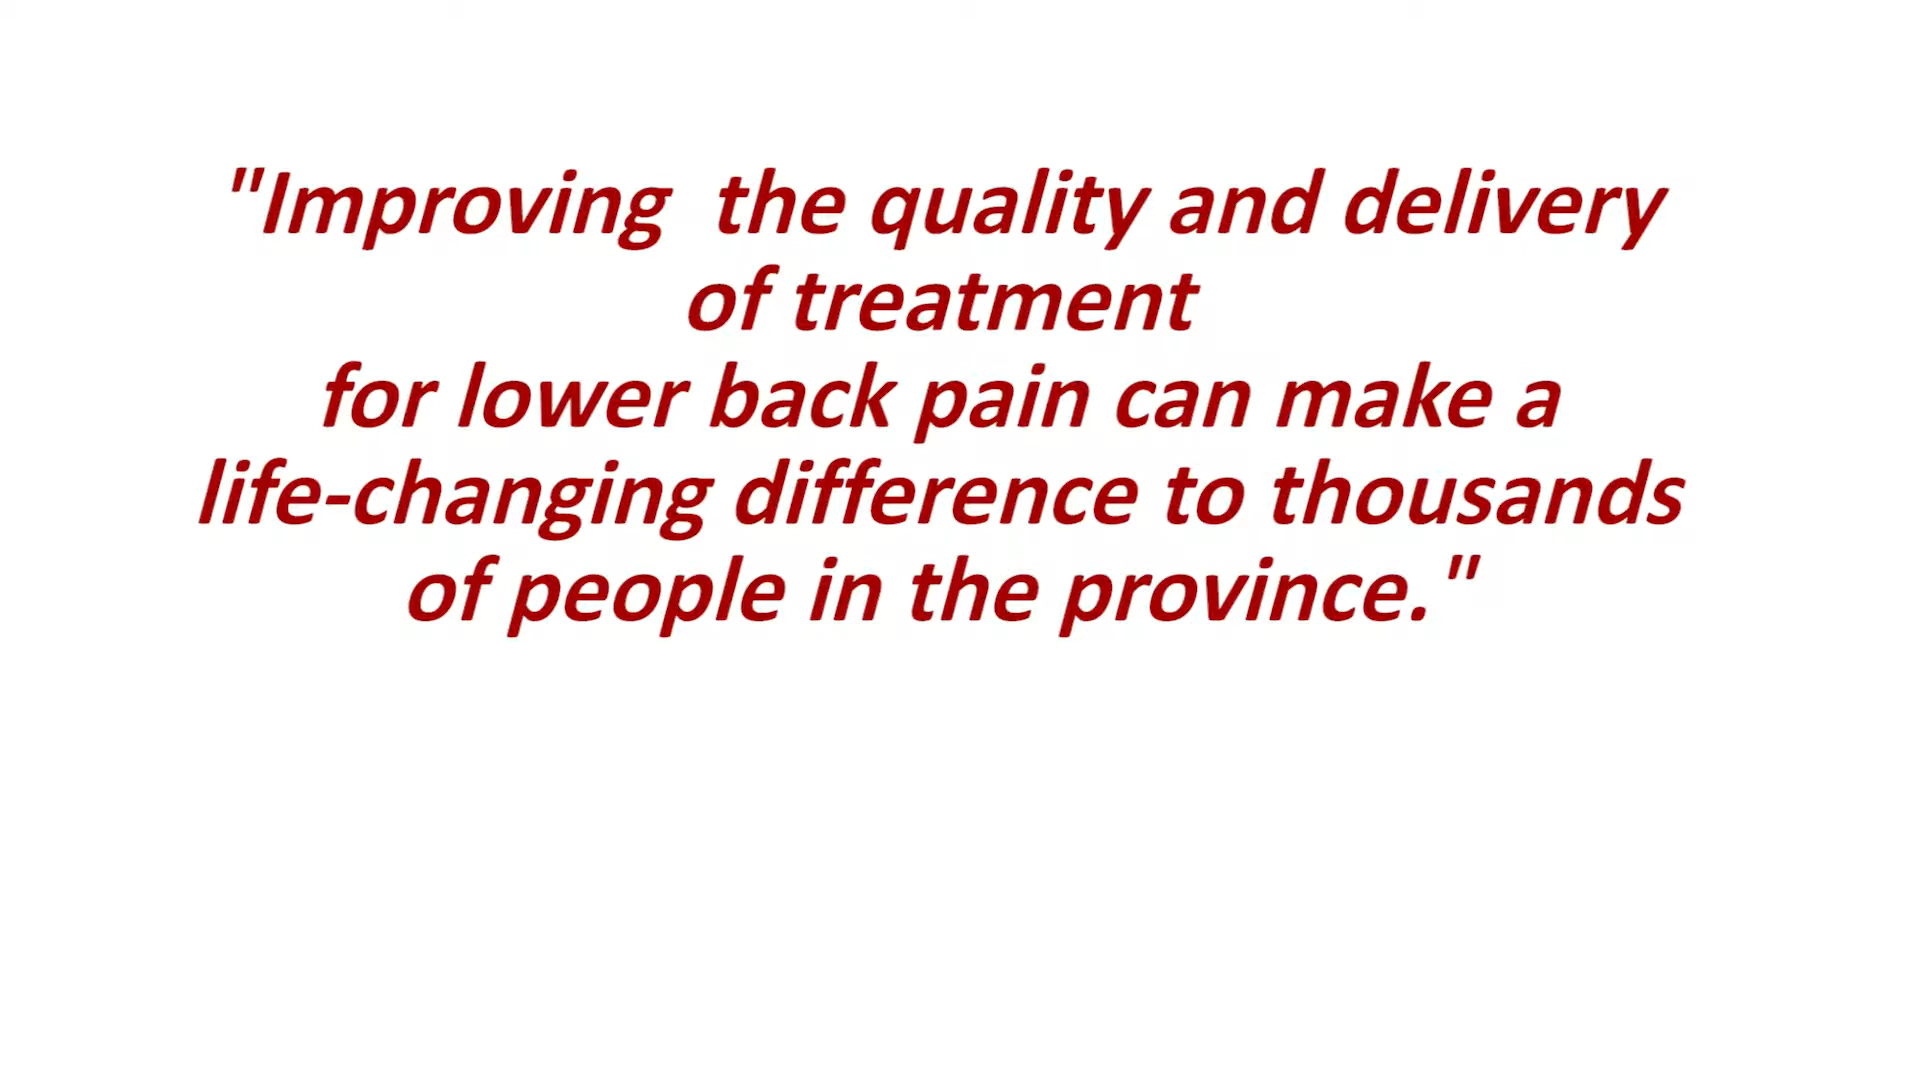 "Improving  the quality and delivery
of treatment
for lower back pain can make a
life-changing difference to thousands
of people in the province."